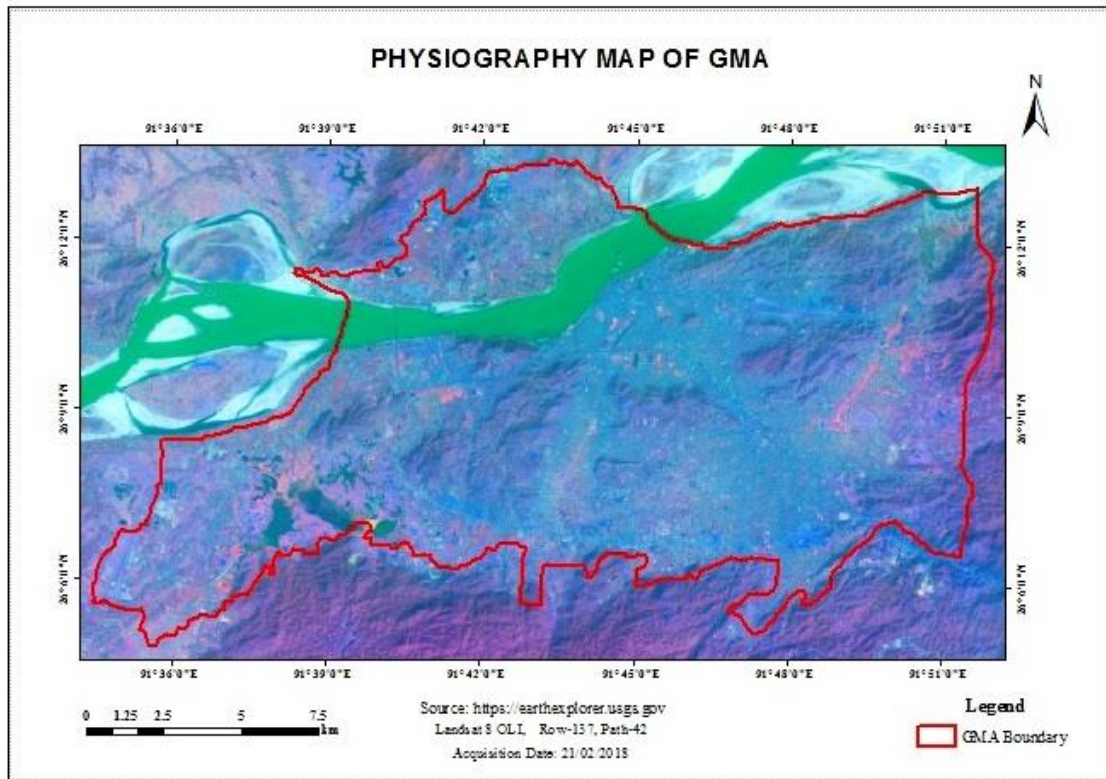 PHYSIOGRAPHY MAP OF GMA
N
91°36'0"E 91°39'0"E 91°42'0"E 91°45'0"E 91°48'0"E 91°51'0"E
26°12'0"N 26°12'0"N
26°9'0"N 26°9'0"N
26°6'0"N 26°6'0"N
91°36'0"E 91°39'0"E 91°42'0"E 91°45'0"E 91°48'0"E 91°51'0"E
0 1.25 2.5 5 7.5
km
Source: https://earthexplorer.usgs.gov
Landsat 8 OLI, Row-137, Path-42
Acquisition Date: 21/02/2018
Legend
GMA Boundary